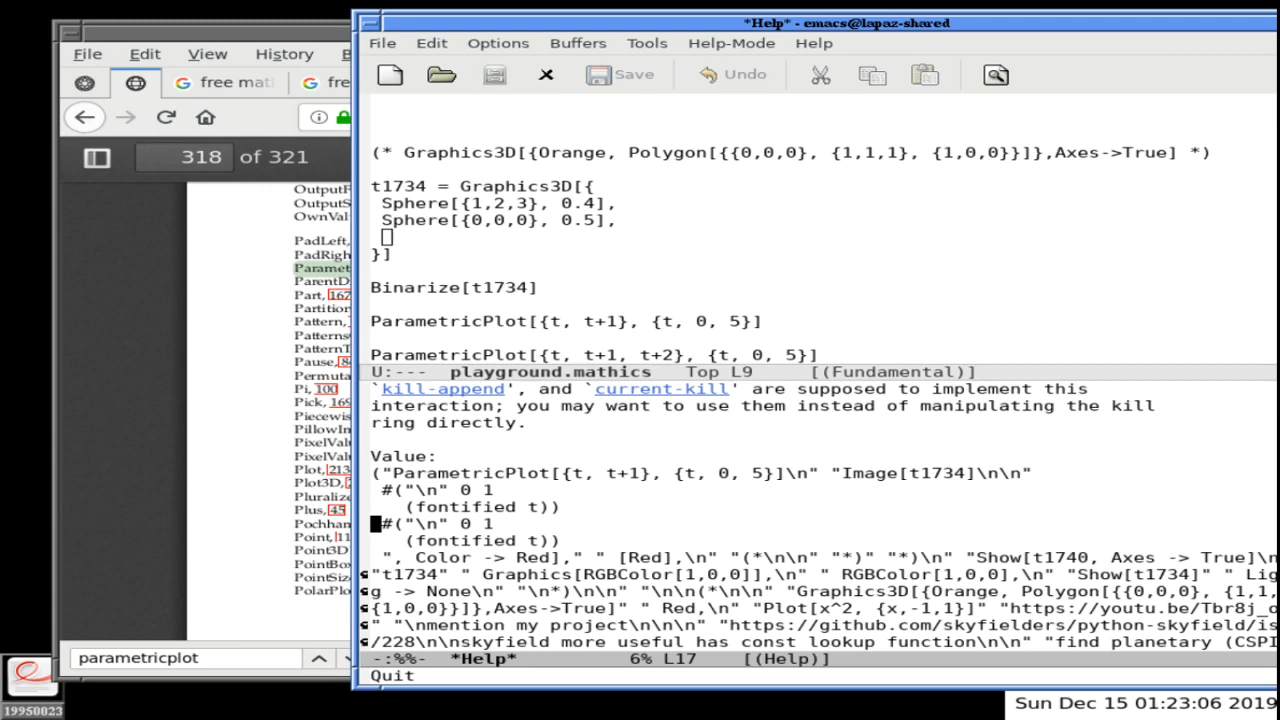 *Help* - emacs@lapaz-shared
File Edit View History
free mat
fre
318 of 321
OutputF
OutputS
OwnVal
PadLeft,
PadRigh
Paramet
ParentD
Part, 167
Partition
Pattern,
Patterns
PatternT
Pause, 8
Permuta
Pi, 100
Pick, 169
Piecewis
PillowIn
PixelVal
PixelVal
Plot, 213
Plot3D,
Pluralize
Plus, 45
Pochham
Point, 11
Point3D
PointBox
PointSiz
PolarPlo
parametricplot
19950023
File Edit Options Buffers Tools Help-Mode Help
Save Undo
(* Graphics3D[{Orange, Polygon[{{0,0,0}, {1,1,1}, {1,0,0}}]},Axes->True] *)
t1734 = Graphics3D[{
Sphere[{1,2,3}, 0.4],
Sphere[{0,0,0}, 0.5],
}]
Binarize[t1734]
ParametricPlot[{t, t+1}, {t, 0, 5}]
ParametricPlot[{t, t+1, t+2}, {t, 0, 5}]
U:--- playground.mathics Top L9 [(Fundamental)]
`kill-append', and `current-kill' are supposed to implement this
interaction; you may want to use them instead of manipulating the kill
ring directly.
Value:
("ParametricPlot[{t, t+1}, {t, 0, 5}]\n" "Image[t1734]\n\n"
#("\n" 0 1
(fontified t))
#("\n" 0 1
(fontified t))
", Color -> Red]," " [Red],\n" "(*\n\n" "*)" "*)\n" "Show[t1740, Axes -> True]\n
"t1734" " Graphics[RGBColor[1,0,0]],\n" " RGBColor[1,0,0],\n" "Show[t1734]" " Lig
g -> None\n" "\n*)\n\n" "\n\n(*\n\n" "Graphics3D[{Orange, Polygon[{{0,0,0}, {1,1,
{1,0,0}}]},Axes->True]" " Red,\n" "Plot[x^2, {x,-1,1}]" "https://youtu.be/Tbr8j_d
" "\nmention my project\n\n\n" "https://github.com/skyfielders/python-skyfield/is
/228\n\nskyfield more useful has const lookup function\n\n" "find planetary (CSPI
-:%%- *Help* 6% L17 [(Help)]
Quit
Sun Dec 15 01:23:06 2019